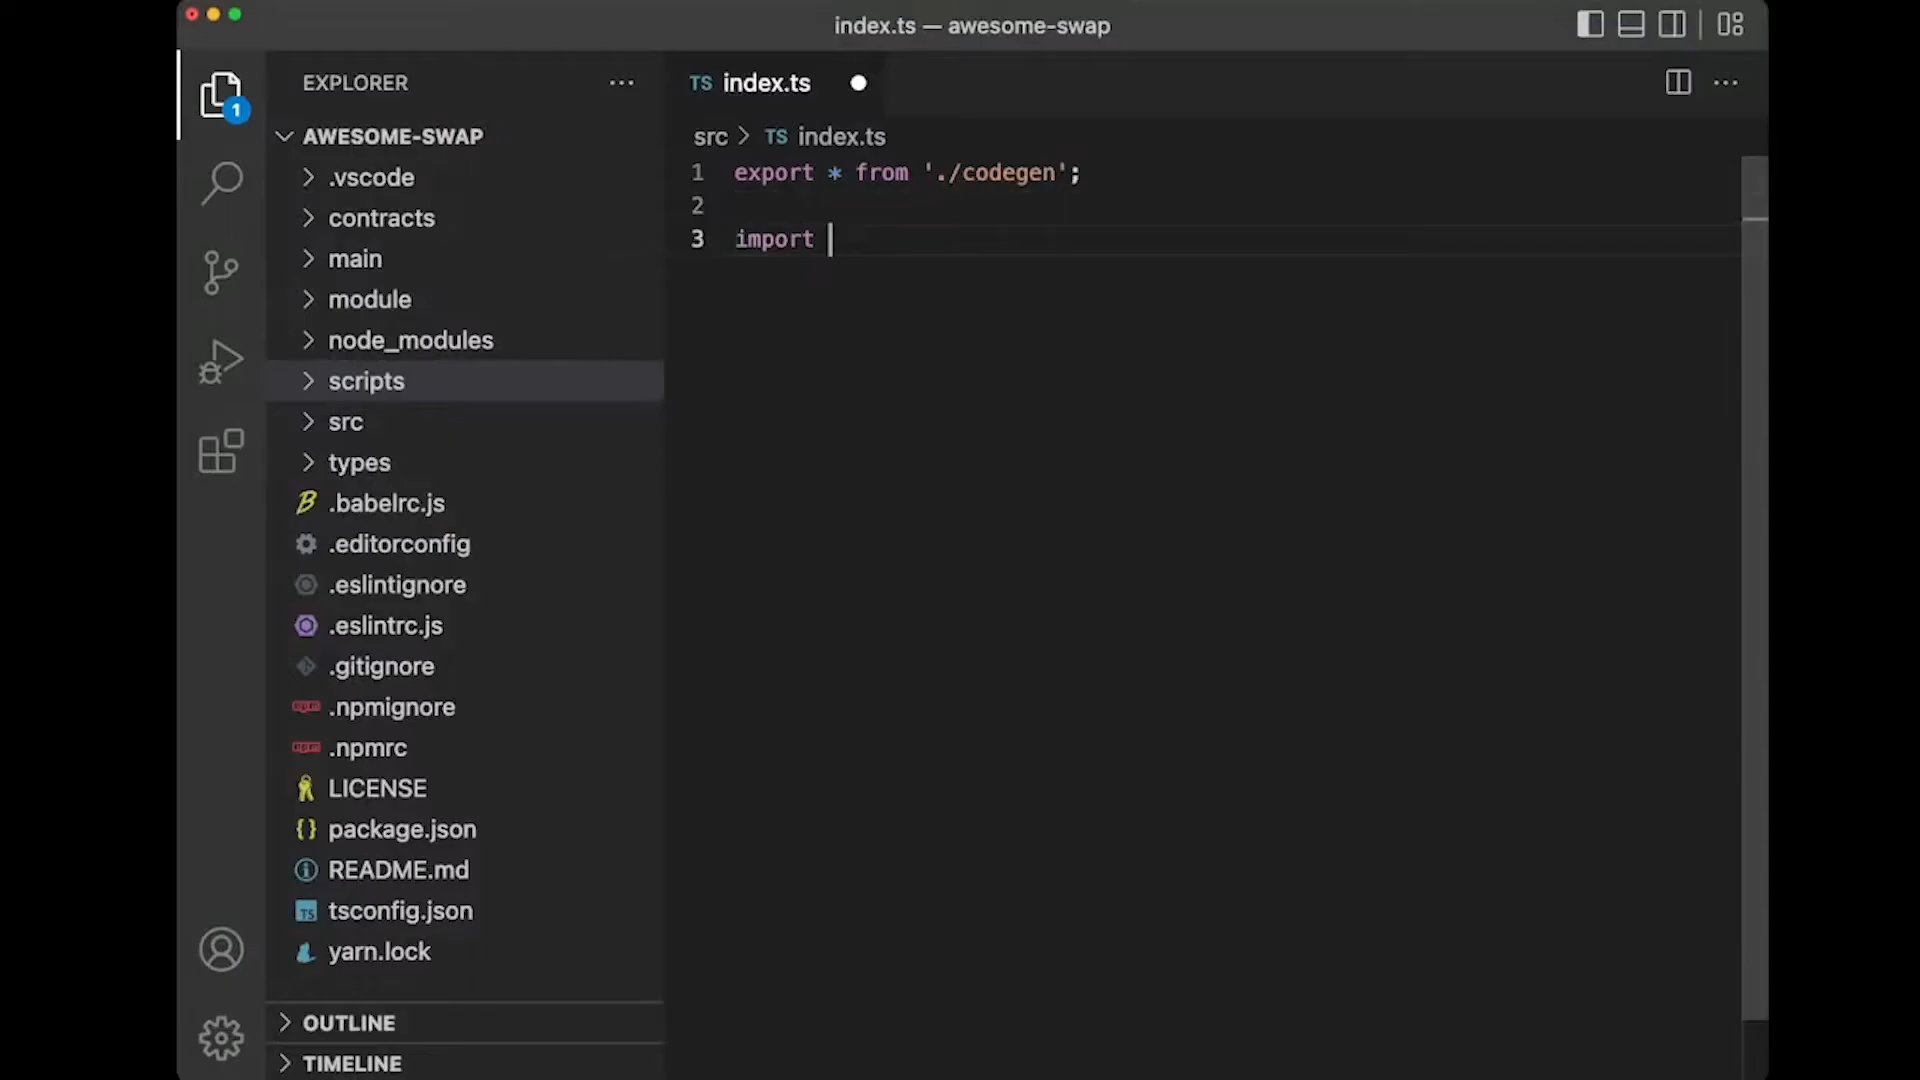 index.ts — awesome-swap
EXPLORER
AWESOME-SWAP
.vscode
contracts
main
module
node_modules
scripts
src
types
.babelrc.js
.editorconfig
.eslintignore
.eslintrc.js
.gitignore
.npmignore
.npmrc
LICENSE
package.json
README.md
tsconfig.json
yarn.lock
OUTLINE
TIMELINE
1
TS index.ts
src > TS index.ts
1 export * from './codegen';
2
3 import